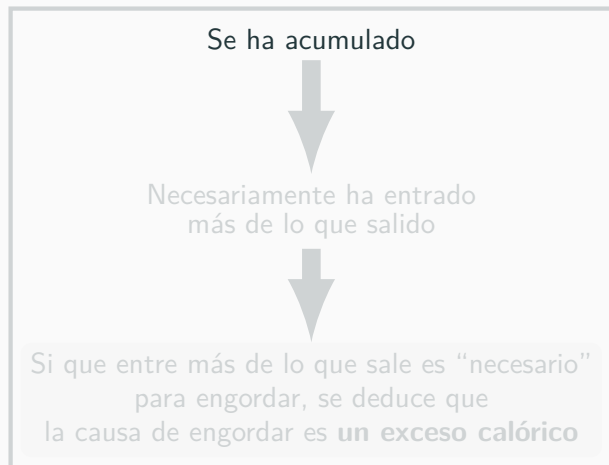 Se ha acumulado
Necesariamente ha entrado
más de lo que salido
Si que entre más de lo que sale es “necesario”
para engordar, se deduce que
la causa de engordar es un exceso calórico